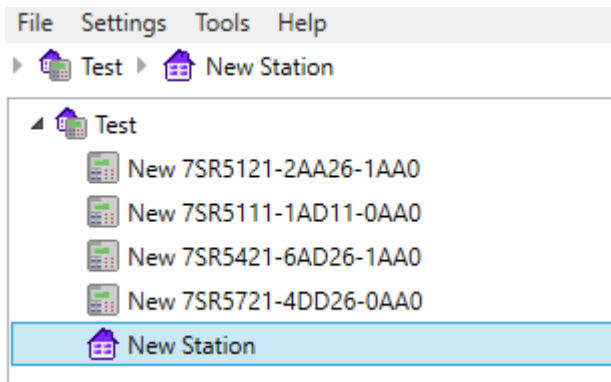 File Settings Tools Help
Test New Station
Test
New 7SR5121-2AA26-1AA0
New 7SR5111-1AD11-0AA0
New 7SR5421-6AD26-1AA0
New 7SR5721-4DD26-0AA0
New Station